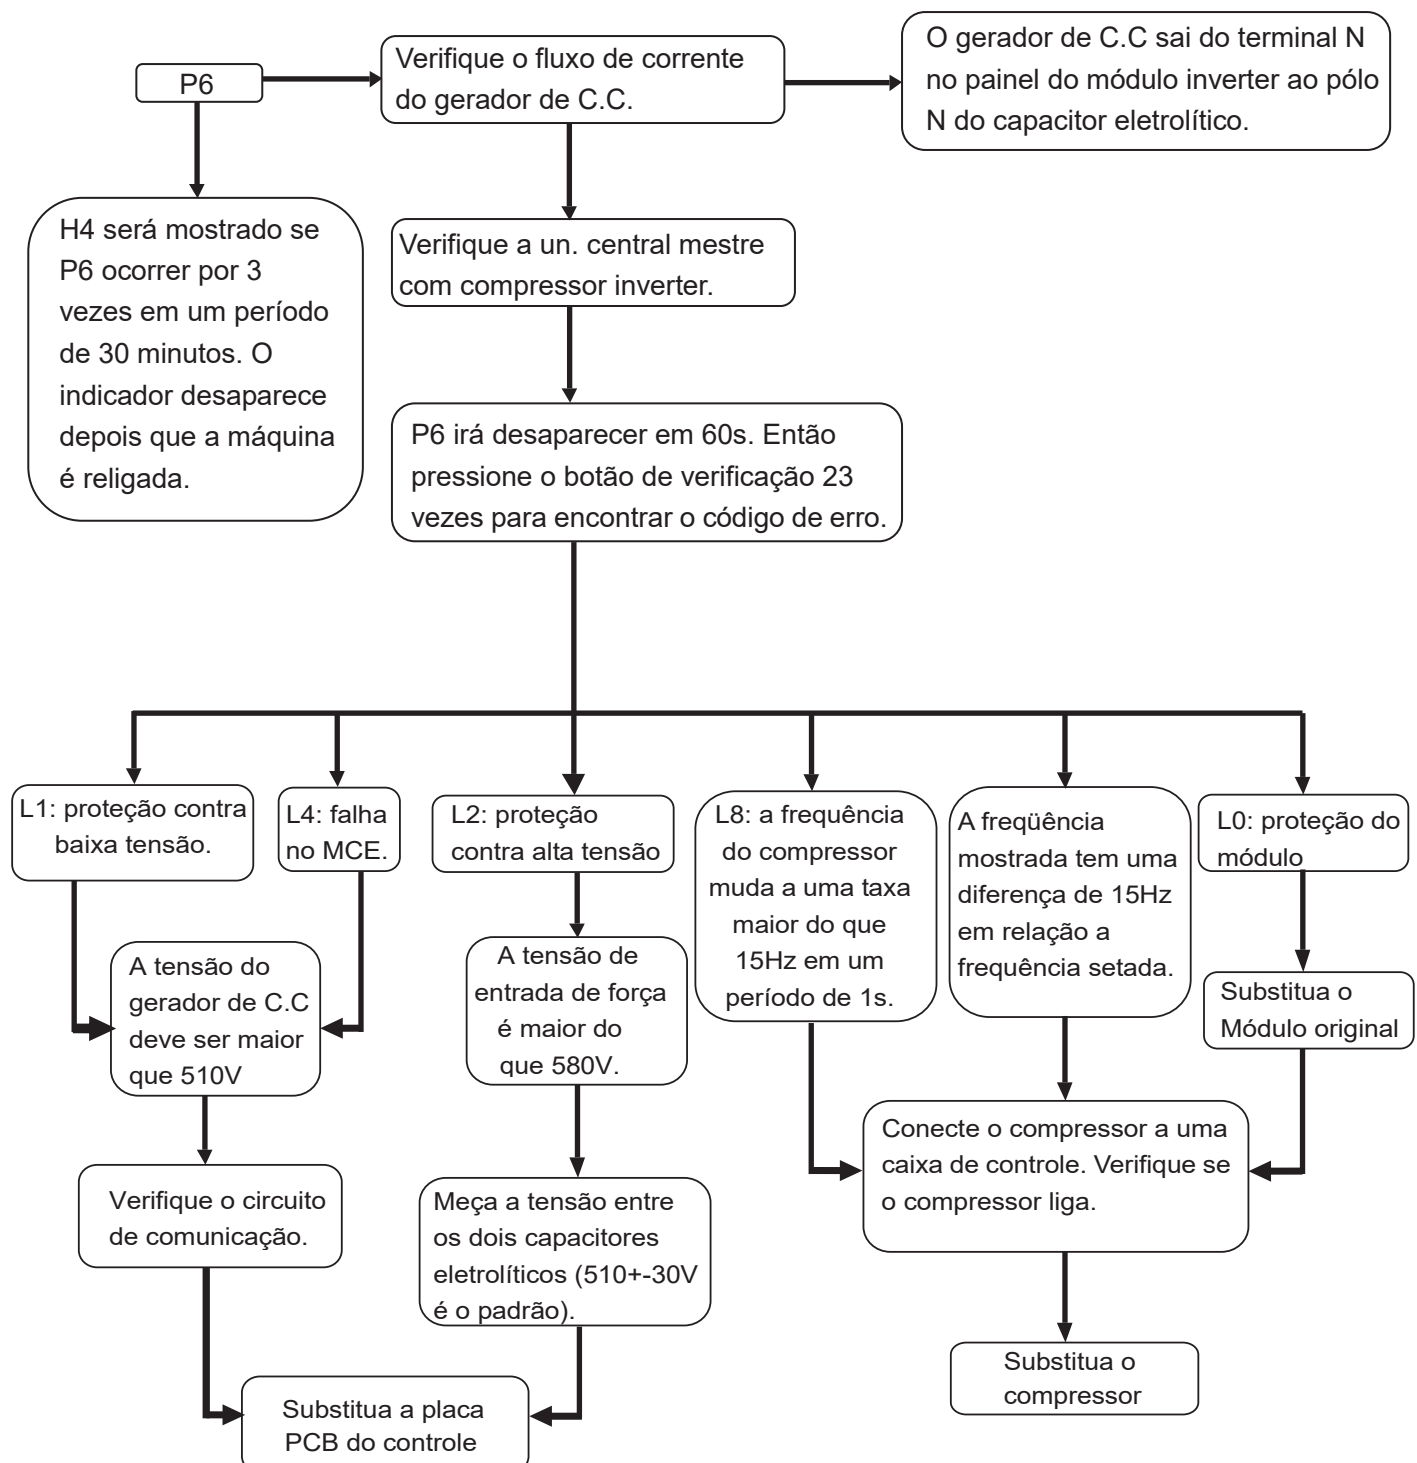 P6
Verifique o fluxo de corrente
do gerador de C.C.
O gerador de C.C sai do terminal N
no painel do módulo inverter ao pólo
N do capacitor eletrolítico.
H4 será mostrado se
P6 ocorrer por 3
vezes em um período
de 30 minutos. O
indicador desaparece
depois que a máquina
é religada.
Verifique a un. central mestre
com compressor inverter.
P6 irá desaparecer em 60s. Então
pressione o botão de verificação 23
vezes para encontrar o código de erro.
L1: proteção contra
baixa tensão.
L4: falha
no MCE.
L2: proteção
contra alta tensão
L8: a frequência
do compressor
muda a uma taxa
maior do que
15Hz em um
período de 1s.
A freqüência
mostrada tem uma
diferença de 15Hz
em relação a
frequência setada.
L0: proteção do
módulo
A tensão do
gerador de C.C
deve ser maior
que 510V
A tensão de
entrada de força
é maior do
que 580V.
Substitua o
Módulo original
Verifique o circuito
de comunicação.
Meça a tensão entre
os dois capacitores
eletrolíticos (510+-30V
é o padrão).
Conecte o compressor a uma
caixa de controle. Verifique se
o compressor liga.
Substitua a placa
PCB do controle
Substitua o
compressor